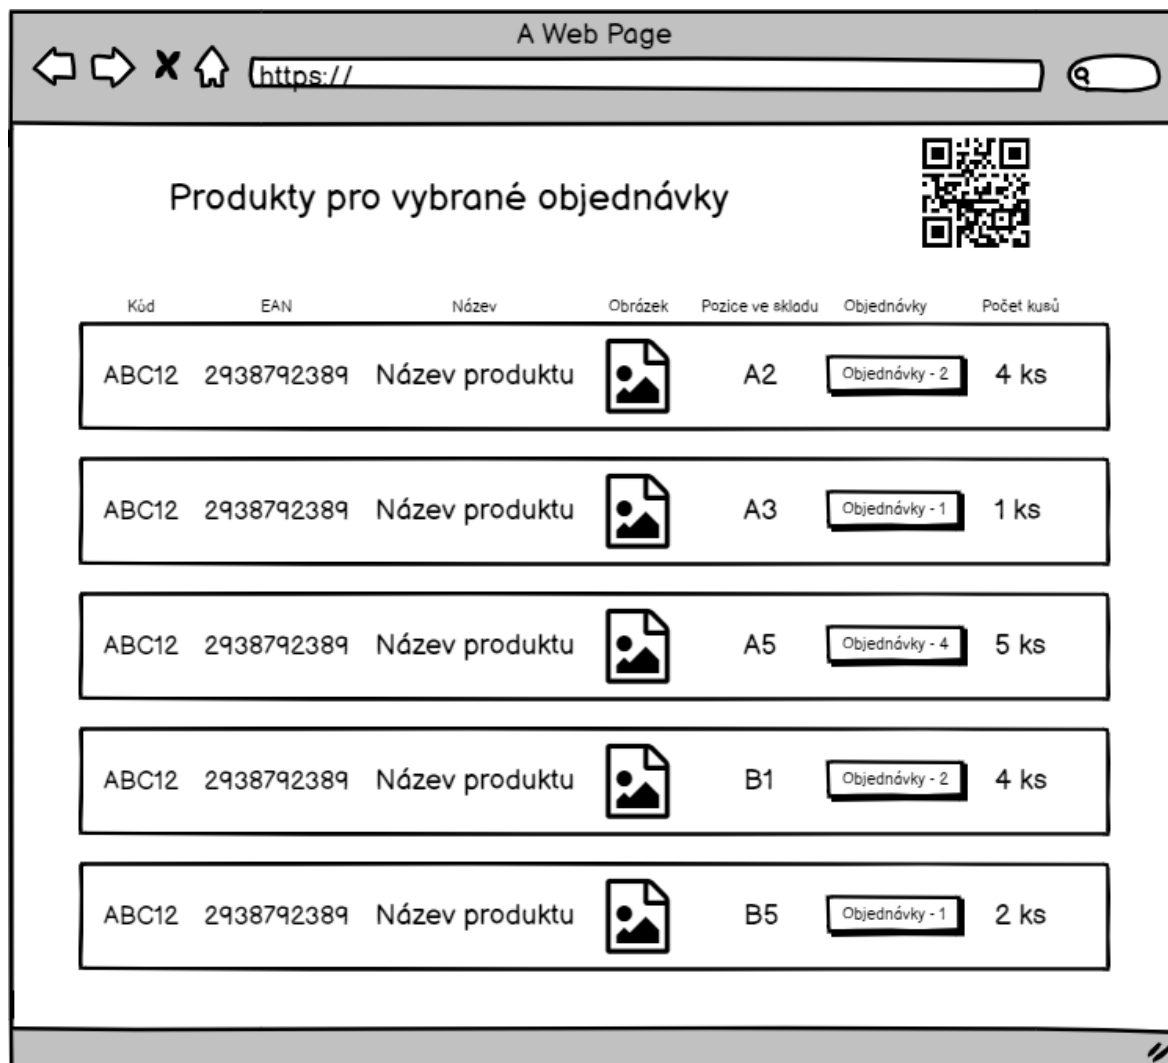 A Web Page
https://
Produkty pro vybrané objednávky
Kód EAN Název Obrázek Pozice ve skladu Objednávky Počet kusů
ABC12 2938792389 Název produktu A2 Objednávky - 2 4 ks
ABC12 2938792389 Název produktu A3 Objednávky - 1 1 ks
ABC12 2938792389 Název produktu A5 Objednávky - 4 5 ks
ABC12 2938792389 Název produktu B1 Objednávky - 2 4 ks
ABC12 2938792389 Název produktu B5 Objednávky - 1 2 ks